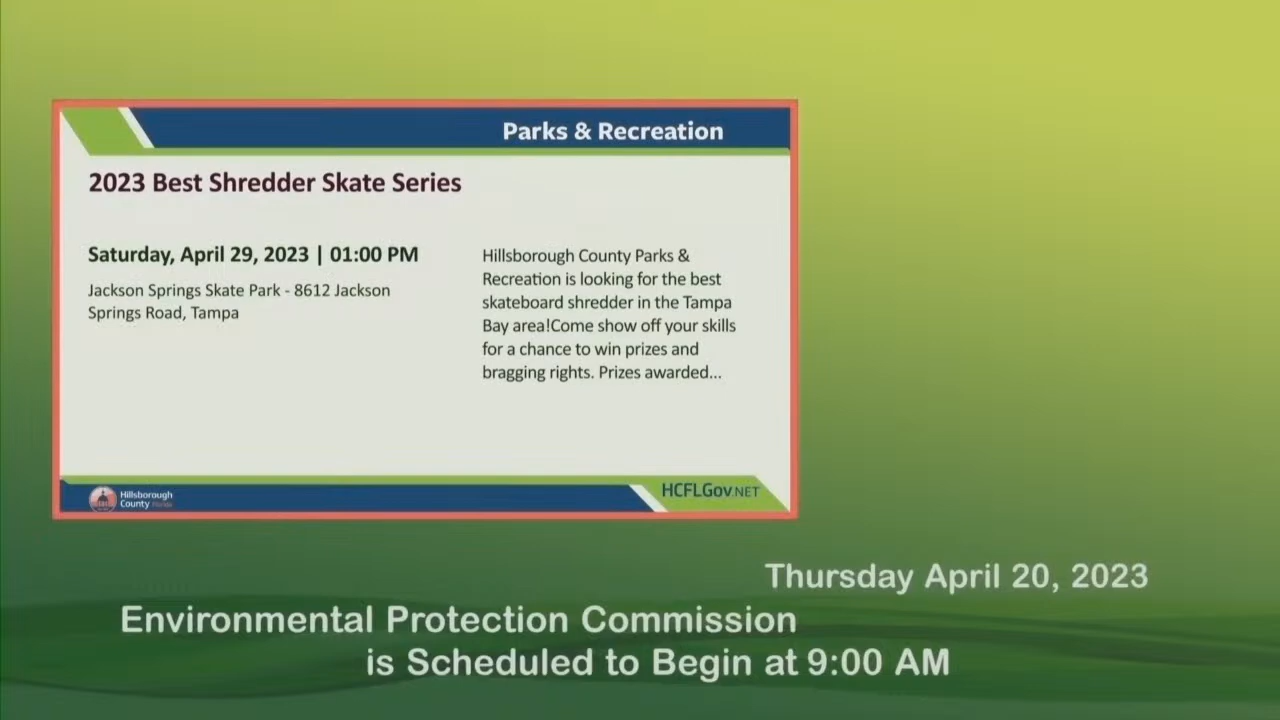 Parks & Recreation
2023 Best Shredder Skate Series
Saturday, April 29, 2023 | 01:00 PM
Jackson Springs Skate Park - 8612 Jackson
Springs Road, Tampa
Hillsborough County Parks &
Recreation is looking for the best
skateboard shredder in the Tampa
Bay area!Come show off your skills
for a chance to win prizes and
bragging rights. Prizes awarded...
Hillsborough
County Florida
HCFLGov.NET
Thursday April 20, 2023
Environmental Protection Commission
is Scheduled to Begin at 9:00 AM